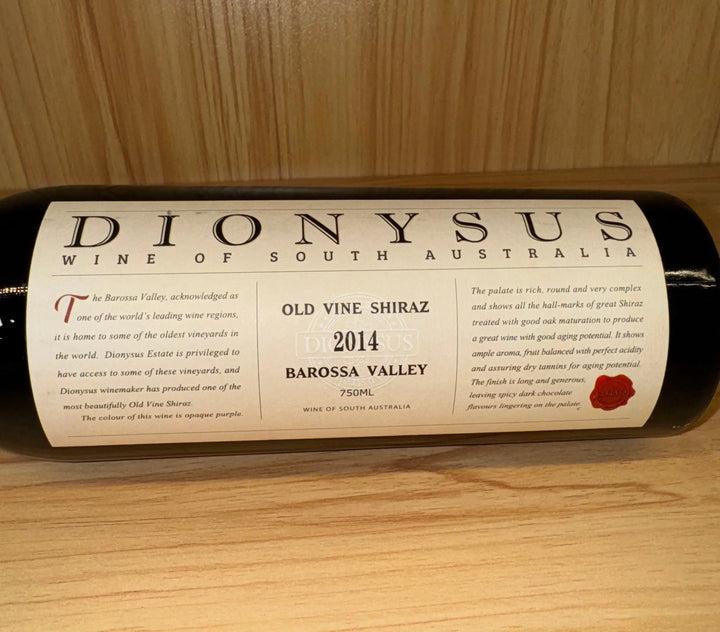 DIONYSUS
WINE OF SOUTH AUSTRALIA
The Barossa Valley, acknowledged as
one of the world's leading wine regions,
it is home to some of the oldest vineyards in
the world. Dionysus Estate is privileged to
have access to some of these vineyards, and
Dionysus winemaker has produced one of the
most beautifully Old Vine Shiraz.
The colour of this wine is opaque purple.
OLD VINE SHIRAZ
DIONYSUS
2014
BAROSSA VALLEY
750ML
WINE OF SOUTH AUSTRALIA
The palate is rich, round and very complex
and shows all the hall-marks of great Shiraz
treated with good oak maturation to produce
a great wine with good aging potential. It shows
ample aroma, fruit balanced with perfect acidity
and assuring dry tannins for aging potential.
The finish is long and generous,
leaving spicy dark chocolate
flavours lingering on the palate.